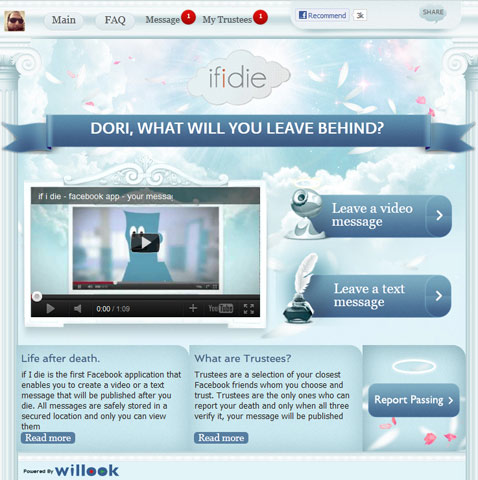 Main FAQ Message 1 My Trustees 1 Recommend 3k SHARE
ifidie
DORI, WHAT WILL YOU LEAVE BEHIND?
if i die - facebook app - your messa
Leave a video
message
0:00 / 1:09 YouTube
Leave a text
message
Life after death.
if I die is the first Facebook application that
enables you to create a video or a text
message that will be published after you
die. All messages are safely stored in a
secured location and only you can view
them
Read more
What are Trustees?
Trustees are a selection of your closest
Facebook friends whom you choose and
trust. Trustees are the only ones who can
report your death and only when all three
verify it, your message will be published
Read more
Report Passing
Powered By willook